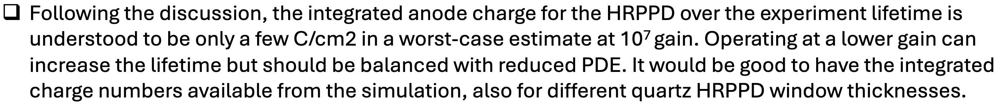 ❑ Following the discussion, the integrated anode charge for the HRPPD over the experiment lifetime is
understood to be only a few C/cm2 in a worst-case estimate at 10⁷ gain. Operating at a lower gain can
increase the lifetime but should be balanced with reduced PDE. It would be good to have the integrated
charge numbers available from the simulation, also for different quartz HRPPD window thicknesses.